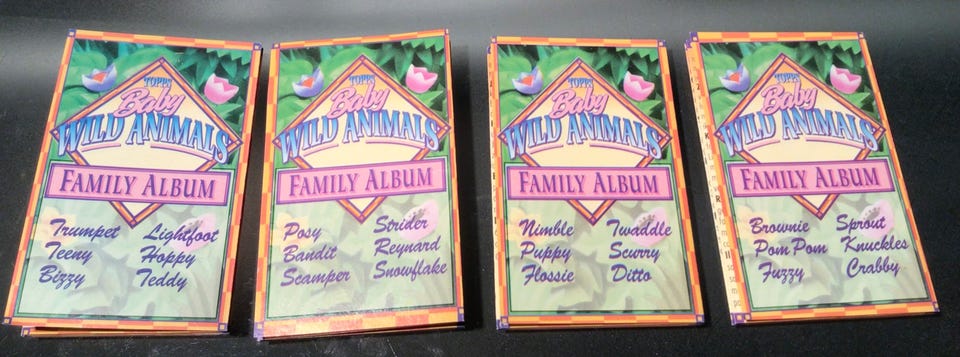 TOPPS
Baby
WILD ANIMALS
FAMILY ALBUM
Trumpet Lightfoot
Teeny Hoppy
Bizzy Teddy
TOPPS
Baby
WILD ANIMALS
FAMILY ALBUM
Posy Strider
Bandit Reynard
Scamper Snowflake
TOPPS
Baby
WILD ANIMALS
FAMILY ALBUM
Nimble Twaddle
Puppy Scurry
Flossie Ditto
TOPPS
Baby
WILD ANIMALS
FAMILY ALBUM
Brownie Sprout
Pom Pom Knuckles
Fuzzy Crabby